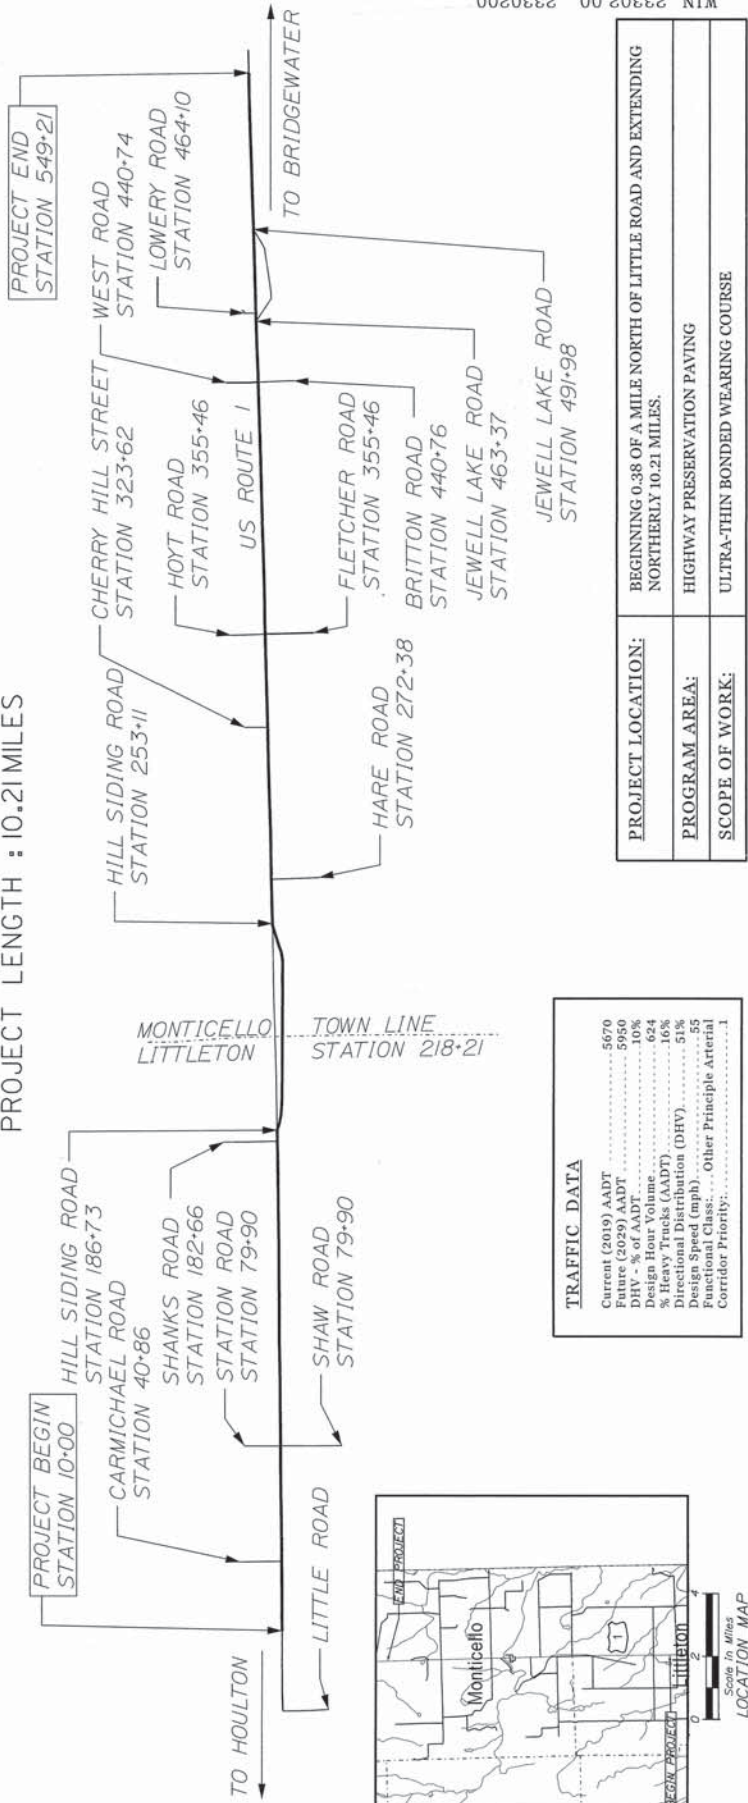 PROJECT LENGTH : 10.21 MILES
PROJECT BEGIN
STATION 10+00
HILL SIDING ROAD
STATION 186+73
CARMICHAEL ROAD
STATION 40+86
SHANKS ROAD
STATION 182+66
STATION ROAD
STATION 79+90
SHAW ROAD
STATION 79+90
LITTLE ROAD
TO HOULTON
MONTICELLO
LITTLETON
TOWN LINE
STATION 218+21
HILL SIDING ROAD
STATION 253+11
CHERRY HILL STREET
STATION 323+62
HOYT ROAD
STATION 355+46
US ROUTE 1
HARE ROAD
STATION 272+38
FLETCHER ROAD
STATION 355+46
BRITTON ROAD
STATION 440+76
JEWELL LAKE ROAD
STATION 463+37
JEWELL LAKE ROAD
STATION 491+98
WEST ROAD
STATION 440+74
LOWERY ROAD
STATION 464+10
PROJECT END
STATION 549+21
TO BRIDGEWATER
END PROJECT
Monticello
1
Littleton
BEGIN PROJECT
0 2 4
Scale in Miles
LOCATION MAP
TRAFFIC DATA
Current (2019) AADT 5670
Future (2029) AADT 5950
DHV - % of AADT 10%
Design Hour Volume 624
% Heavy Trucks (AADT) 16%
Directional Distribution (DHV) 51%
Design Speed (mph) 55
Functional Class: Other Principle Arterial
Corridor Priority: 1
PROJECT LOCATION: BEGINNING 0.38 OF A MILE NORTH OF LITTLE ROAD AND EXTENDING
NORTHERLY 10.21 MILES.
PROGRAM AREA: HIGHWAY PRESERVATION PAVING
SCOPE OF WORK: ULTRA-THIN BONDED WEARING COURSE
WIN 23302.00 2330200